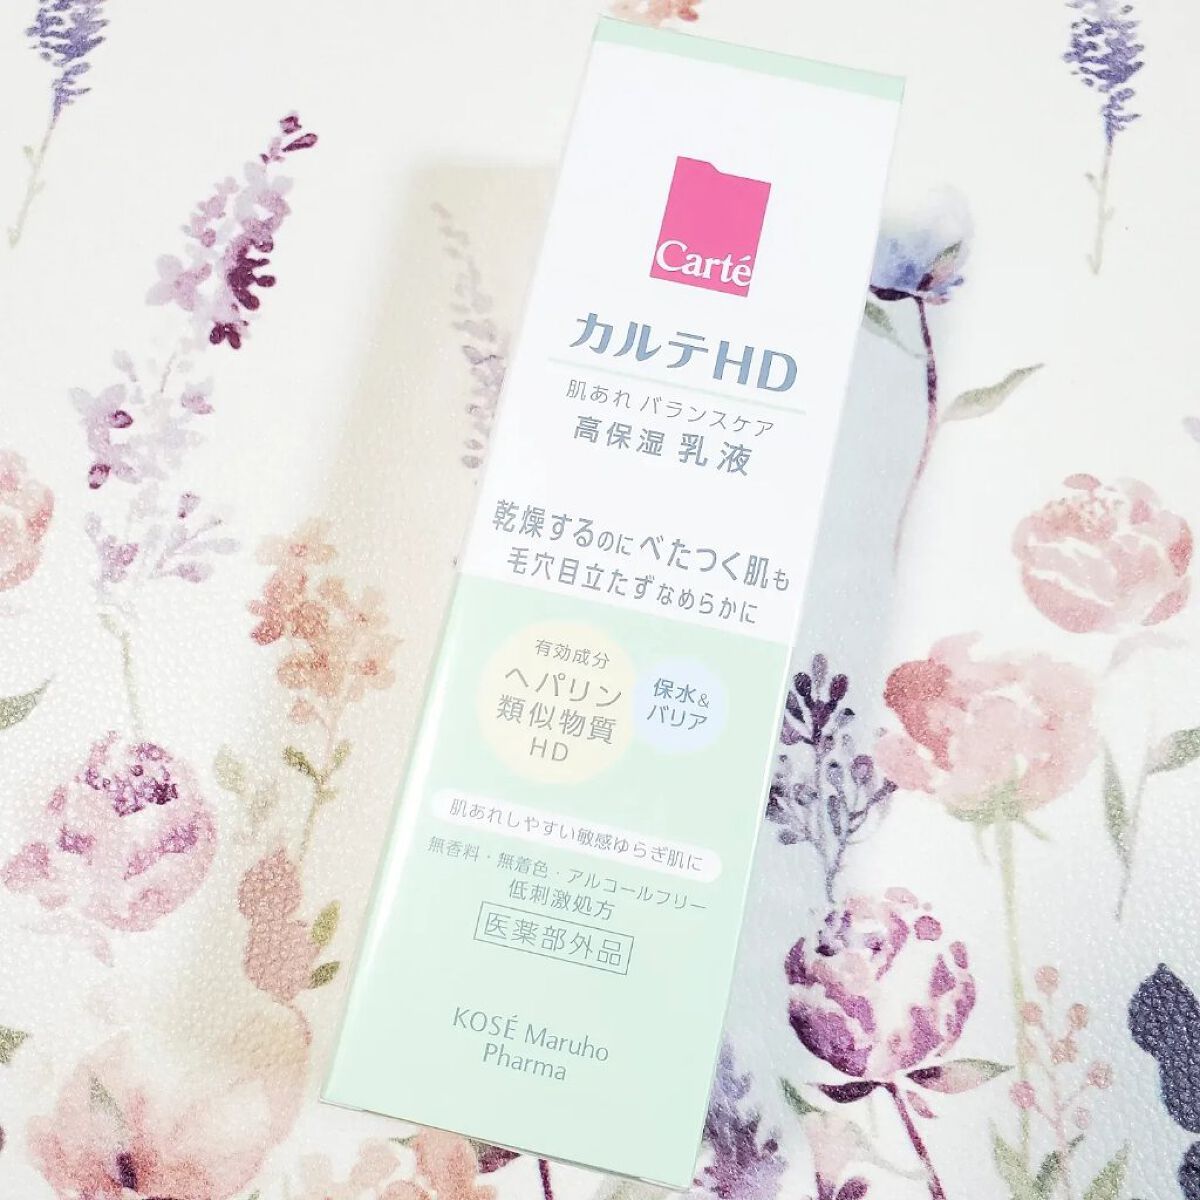 Carté
カルテHD
肌あれ バランスケア
高保湿 乳液
乾燥するのにべたつく肌も
毛穴目立たずなめらかに
有効成分
ヘパリン
類似物質
HD
保水&
バリア
肌あれしやすい敏感ゆらぎ肌に
無香料・無着色・アルコールフリー
低刺激処方
医薬部外品
KOSÉ Maruho
Pharma